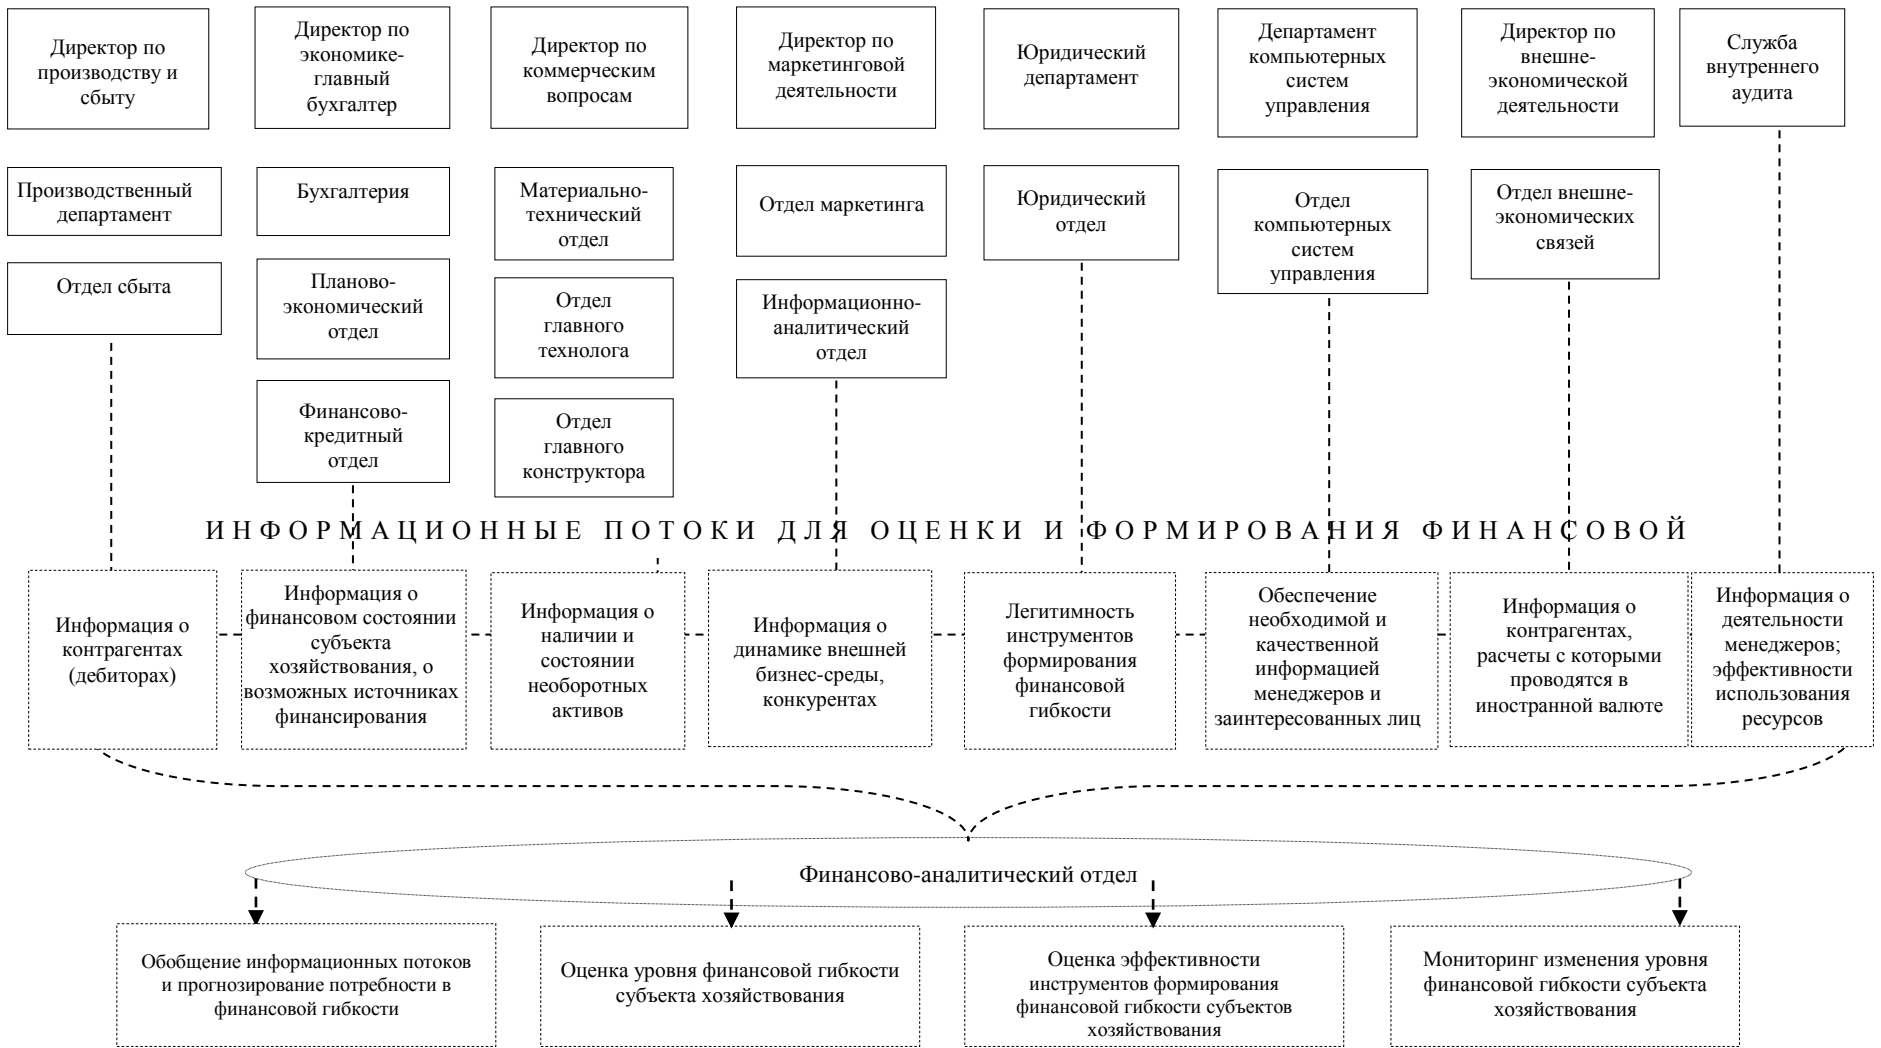 Директор по
производству и
сбыту
Директор по
экономике-
главный
бухгалтер
Директор по
коммерческим
вопросам
Директор по
маркетинговой
деятельности
Юридический
департамент
Департамент
компьютерных
систем
управления
Директор по
внешне-
экономической
деятельности
Служба
внутреннего
аудита
Производственный
департамент
Бухгалтерия
Материально-
технический
отдел
Отдел маркетинга
Юридический
отдел
Отдел
компьютерных
систем
управления
Отдел внешне-
экономических
связей
Отдел сбыта
Планово-
экономический
отдел
Отдел
главного
технолога
Информационно-
аналитический
отдел
Финансово-
кредитный
отдел
Отдел
главного
конструктора
ИНФОРМАЦИОННЫЕ ПОТОКИ ДЛЯ ОЦЕНКИ И ФОРМИРОВАНИЯ ФИНАНСОВОЙ
Информация о
контрагентах
(дебиторах)
Информация о
финансовом состоянии
субъекта
хозяйствования, о
возможных источниках
финансирования
Информация о
наличии и
состоянии
необоротных
активов
Информация о
динамике внешней
бизнес-среды,
конкурентах
Легитимность
инструментов
формирования
финансовой
гибкости
Обеспечение
необходимой и
качественной
информацией
менеджеров и
заинтересованных лиц
Информация о
контрагентах,
расчеты с которыми
проводятся в
иностранной валюте
Информация о
деятельности
менеджеров;
эффективности
использования
ресурсов
Финансово-аналитический отдел
Обобщение информационных потоков
и прогнозирование потребности в
финансовой гибкости
Оценка уровня финансовой гибкости
субъекта хозяйствования
Оценка эффективности
инструментов формирования
финансовой гибкости субъектов
хозяйствования
Мониторинг изменения уровня
финансовой гибкости субъекта
хозяйствования